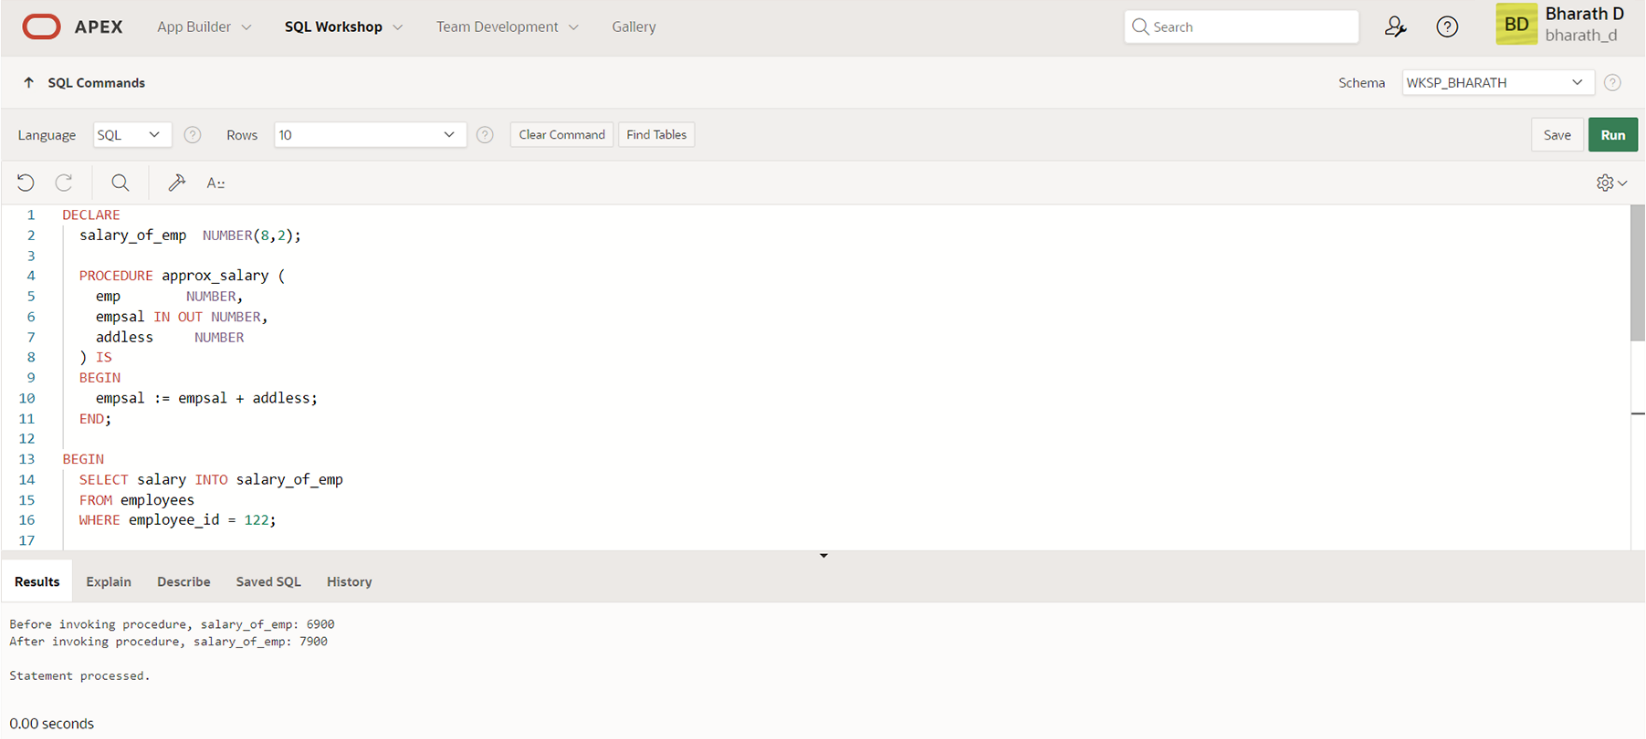 APEX App Builder SQL Workshop Team Development Gallery Search ? BD Bharath D
bharath_d
↑ SQL Commands Schema WKSP_BHARATH ?
Language SQL ? Rows 10 ? Clear Command Find Tables Save Run
A::
1 DECLARE
2 salary_of_emp NUMBER(8,2);
3
4 PROCEDURE approx_salary (
5 emp NUMBER,
6 empsal IN OUT NUMBER,
7 addless NUMBER
8 ) IS
9 BEGIN
10 empsal := empsal + addless;
11 END;
12
13 BEGIN
14 SELECT salary INTO salary_of_emp
15 FROM employees
16 WHERE employee_id = 122;
17
Results Explain Describe Saved SQL History
Before invoking procedure, salary_of_emp: 6900
After invoking procedure, salary_of_emp: 7900
Statement processed.
0.00 seconds